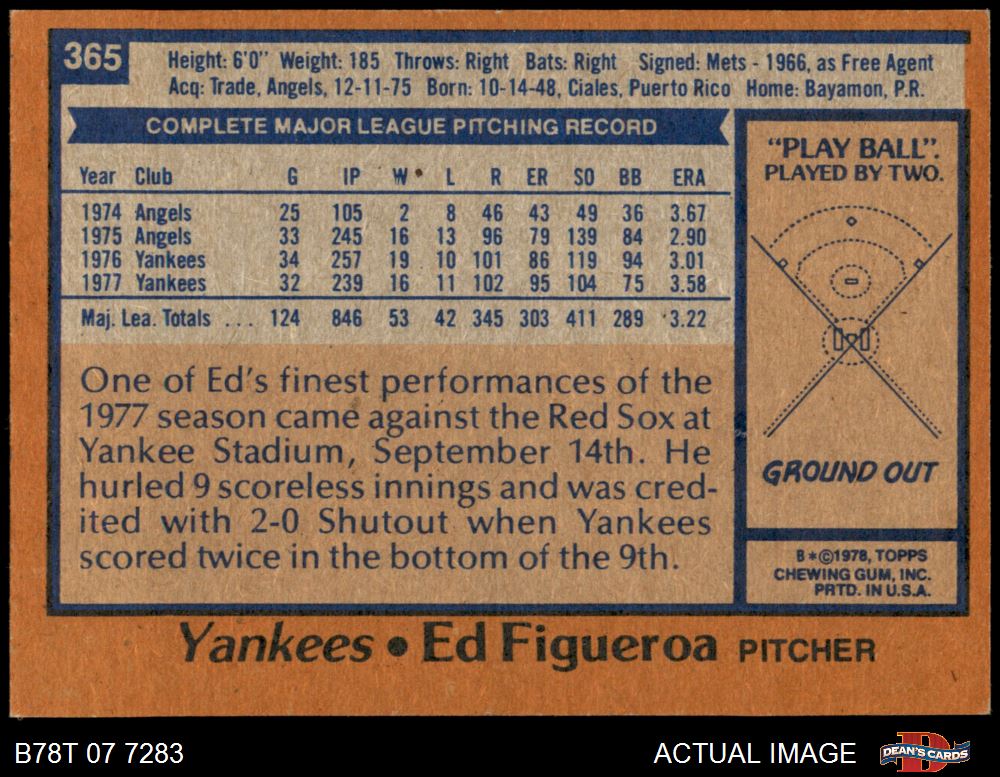 365
Height: 6'0" Weight: 185 Throws: Right Bats: Right Signed: Mets - 1966, as Free Agent
Acq: Trade, Angels, 12-11-75 Born: 10-14-48, Ciales, Puerto Rico Home: Bayamon, P.R.
COMPLETE MAJOR LEAGUE PITCHING RECORD
Year Club G IP W L R ER SO BB ERA
1974 Angels 25 105 2 8 46 43 49 36 3.67
1975 Angels 33 245 16 13 96 79 139 84 2.90
1976 Yankees 34 257 19 10 101 86 119 94 3.01
1977 Yankees 32 239 16 11 102 95 104 75 3.58
Maj. Lea. Totals ... 124 846 53 42 345 303 411 289 3.22
One of Ed's finest performances of the
1977 season came against the Red Sox at
Yankee Stadium, September 14th. He
hurled 9 scoreless innings and was cred-
ited with 2-0 Shutout when Yankees
scored twice in the bottom of the 9th.
"PLAY BALL".
PLAYED BY TWO.
GROUND OUT
B*©1978, TOPPS
CHEWING GUM, INC.
PRTD. IN U.S.A.
Yankees • Ed Figueroa PITCHER
B78T 07 7283
ACTUAL IMAGE
DEAN'S CARDS